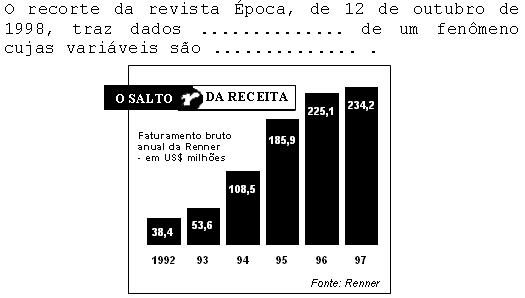 O recorte da revista Época, de 12 de outubro de
1998, traz dados .............. de um fenômeno
cujas variáveis são .............. .
O SALTO DA RECEITA
Faturamento bruto
anual da Renner
- em US$ milhões
38,4
53,6
108,5
185,9
225,1
234,2
1992 93 94 95 96 97
Fonte: Renner